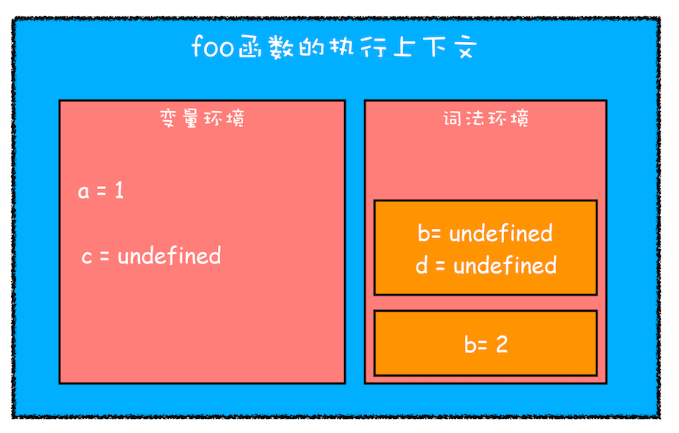 foo函数的执行上下文
变量环境
a = 1
c = undefined
词法环境
b= undefined
d = undefined
b= 2